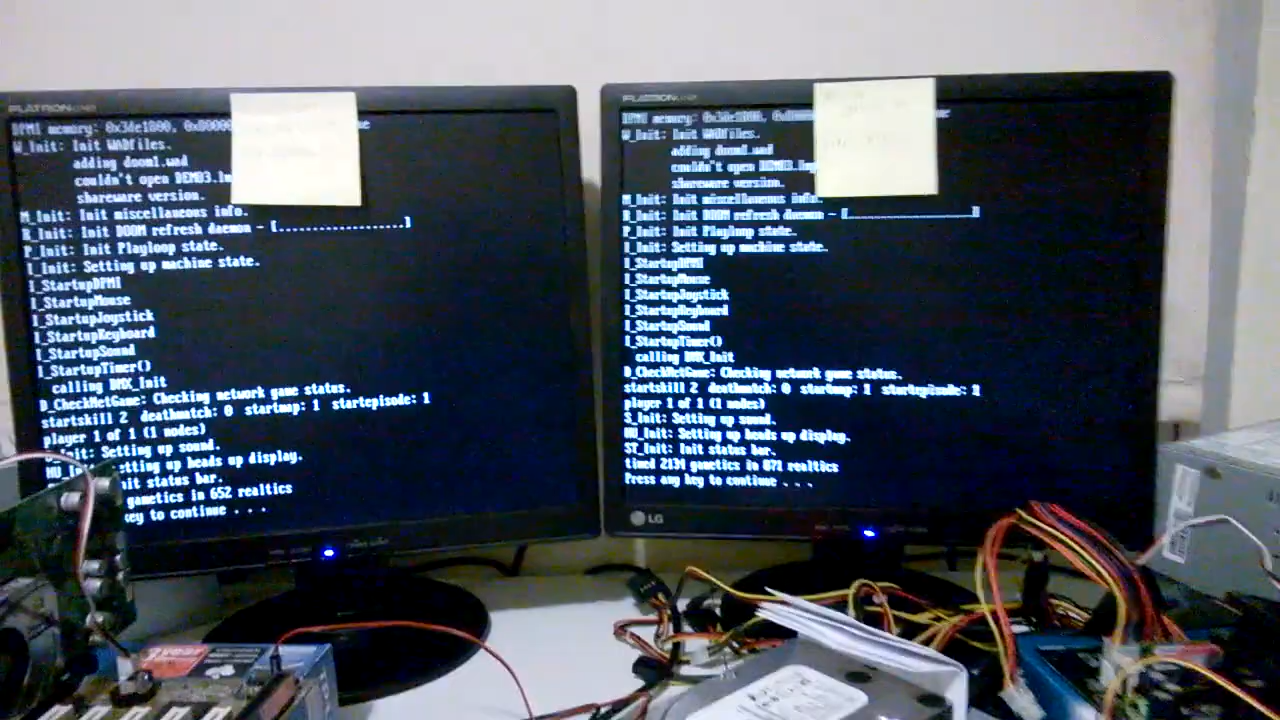 FLATRON
DPMI memory: 0x3de1800, 0x80000
W_Init: Init WADfiles.
adding doom1.wad
couldn't open DEMO3.lm
shareware version.
M_Init: Init miscellaneous info.
R_Init: Init DOOM refresh daemon - [...................]
P_Init: Init Playloop state.
I_Init: Setting up machine state.
I_StartupDPMI
I_StartupMouse
I_StartupJoystick
I_StartupKeyboard
I_StartupSound
I_StartupTimer()
calling DMX_Init
D_CheckNetGame: Checking network game status.
startskill 2 deathmatch: 0 startmap: 1 startepisode: 1
player 1 of 1 (1 nodes)
Init: Setting up sound.
HU_In etting up heads up display.
nit status bar.
gametics in 652 realtics
key to continue . . .
FLATRON
DPMI memory:
W_Init: Init WADfiles.
adding doom1.wad
couldn't open DEMO3.lmp
shareware version.
M_Init: Init miscellaneous info.
R_Init: Init DOOM refresh daemon - [...................]
P_Init: Init Playloop state.
I_Init: Setting up machine state.
I_StartupDPMI
I_StartupMouse
I_StartupJoystick
I_StartupKeyboard
I_StartupSound
I_StartupTimer()
calling DMX_Init
D_CheckNetGame: Checking network game status.
startskill 2 deathmatch: 0 startmap: 1 startepisode: 1
player 1 of 1 (1 nodes)
S_Init: Setting up sound.
HU_Init: Setting up heads up display.
ST_Init: Init status bar.
timed 2134 gametics in 871 realtics
Press any key to continue . . .
LG